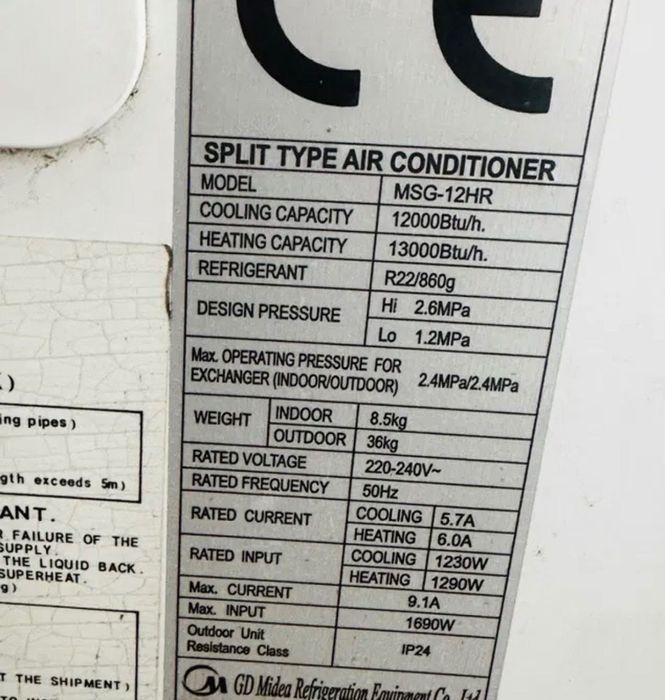 CE
SPLIT TYPE AIR CONDITIONER
MODEL MSG-12HR
COOLING CAPACITY 12000Btu/h.
HEATING CAPACITY 13000Btu/h.
REFRIGERANT R22/860g
DESIGN PRESSURE Hi 2.6MPa
Lo 1.2MPa
Max. OPERATING PRESSURE FOR
EXCHANGER (INDOOR/OUTDOOR) 2.4MPa/2.4MPa
WEIGHT INDOOR 8.5kg
OUTDOOR 36kg
RATED VOLTAGE 220-240V~
RATED FREQUENCY 50Hz
RATED CURRENT COOLING 5.7A
HEATING 6.0A
RATED INPUT COOLING 1230W
HEATING 1290W
Max. CURRENT 9.1A
Max. INPUT 1690W
Outdoor Unit
Resistance Class IP24
GD Midea Refrigeration Equipment Co., Ltd
)
ing pipes )
gth exceeds 5m )
ANT.
FAILURE OF THE
SUPPLY.
THE LIQUID BACK.
SUPERHEAT.
g )
T THE SHIPMENT )